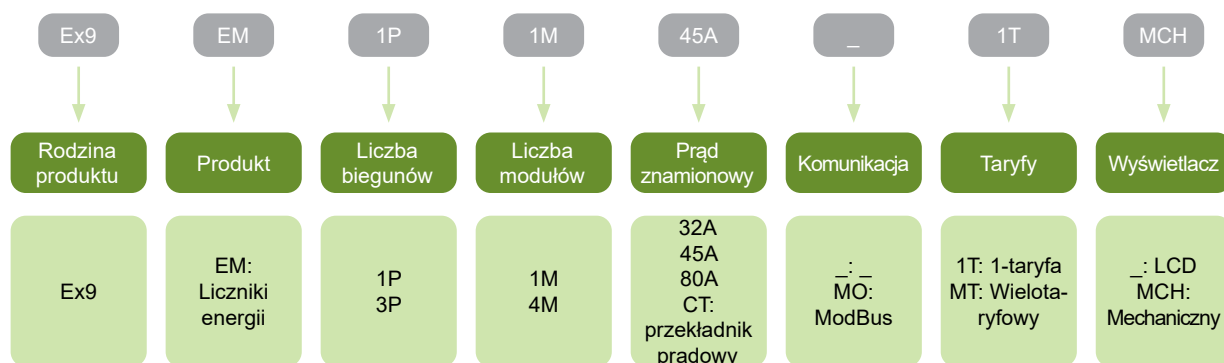 Ex9
EM
1P
1M
45A
_
1T
MCH
Rodzina
produktu
Produkt
Liczba
biegunów
Liczba
modułów
Prąd
znamionowy
Komunikacja
Taryfy
Wyświetlacz
Ex9
EM:
Liczniki
energii
1P
3P
1M
4M
32A
45A
80A
CT:
przekładnik
prądowy
_: _
MO:
ModBus
1T: 1-taryfa
MT: Wielota-
ryfowy
_: LCD
MCH:
Mechaniczny